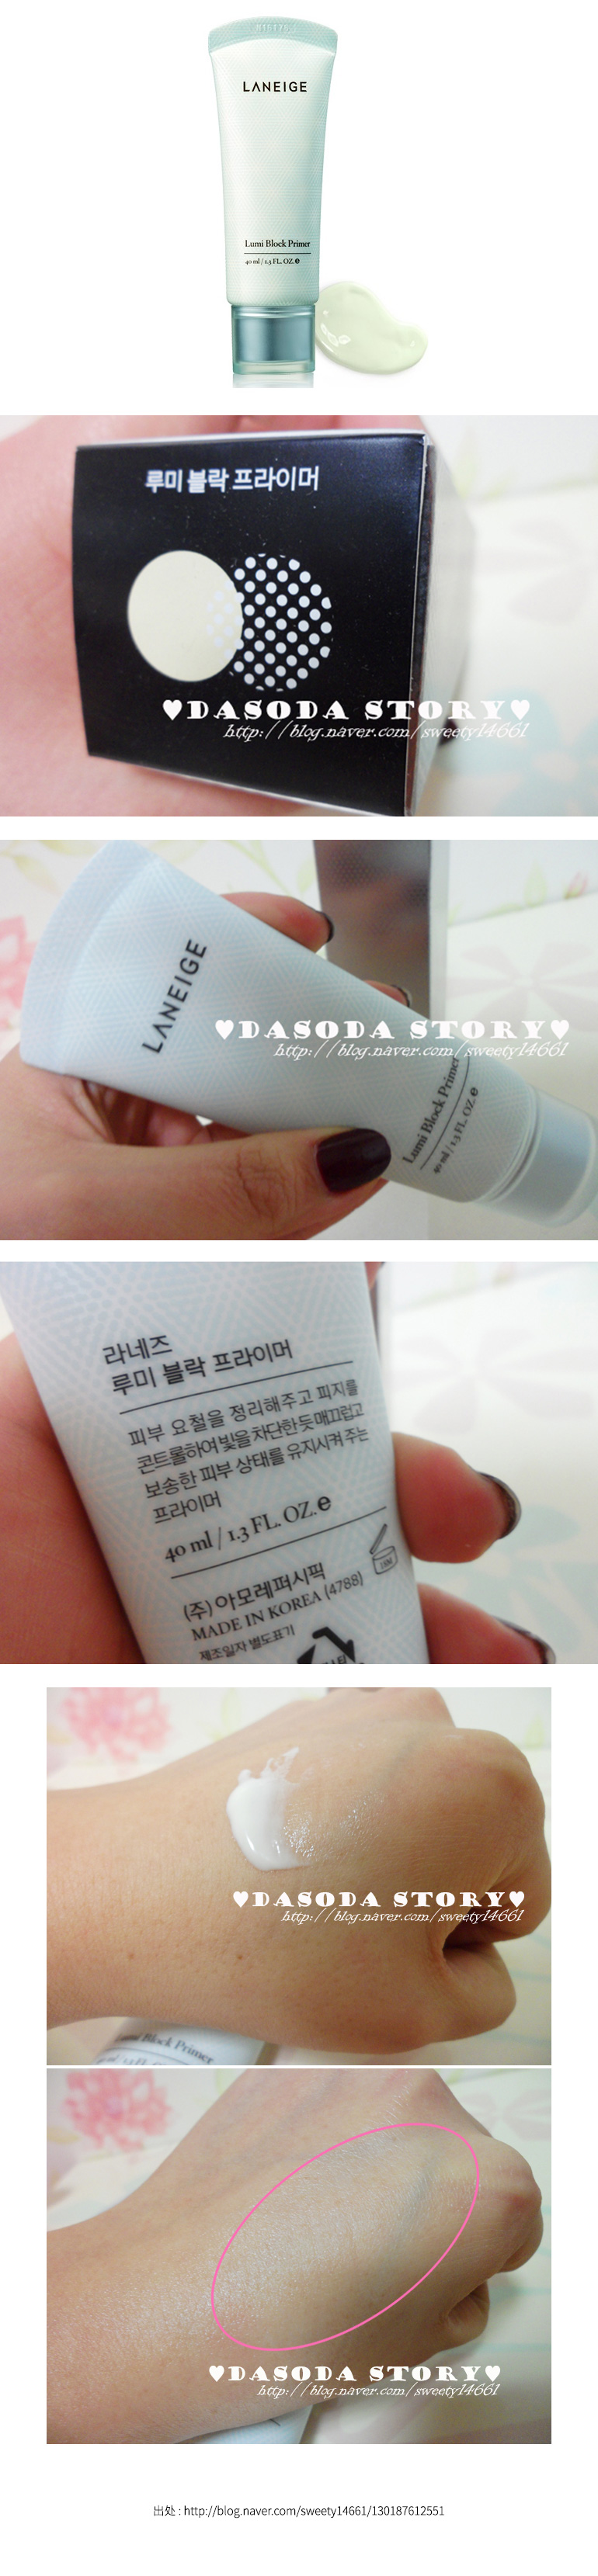 LANEIGE
Lumi Block Primer
40 ml / 1.3 FL. OZ.e
루미 블락 프라이머
♥DASODA STORY♥
http://blog.naver.com/sweety14661
LANEIGE
♥DASODA STORY♥
http://blog.naver.com/sweety14661
Lumi Block Primer
40 ml / 1.3 FL. OZ.e
라네즈
루미 블락 프라이머
피부 요철을 정리해주고 피지를
콘트롤하여 빛을 차단한 듯 매끄럽고
보송한 피부 상태를 유지시켜 주는
프라이머
40 ml / 1.3 FL. OZ.e
(주)아모레퍼시픽
MADE IN KOREA (4788)
제조일자 별도표기
♥DASODA STORY♥
http://blog.naver.com/sweety14661
Block Primer
♥DASODA STORY♥
http://blog.naver.com/sweety14661
出处 : http://blog.naver.com/sweety14661/130187612551